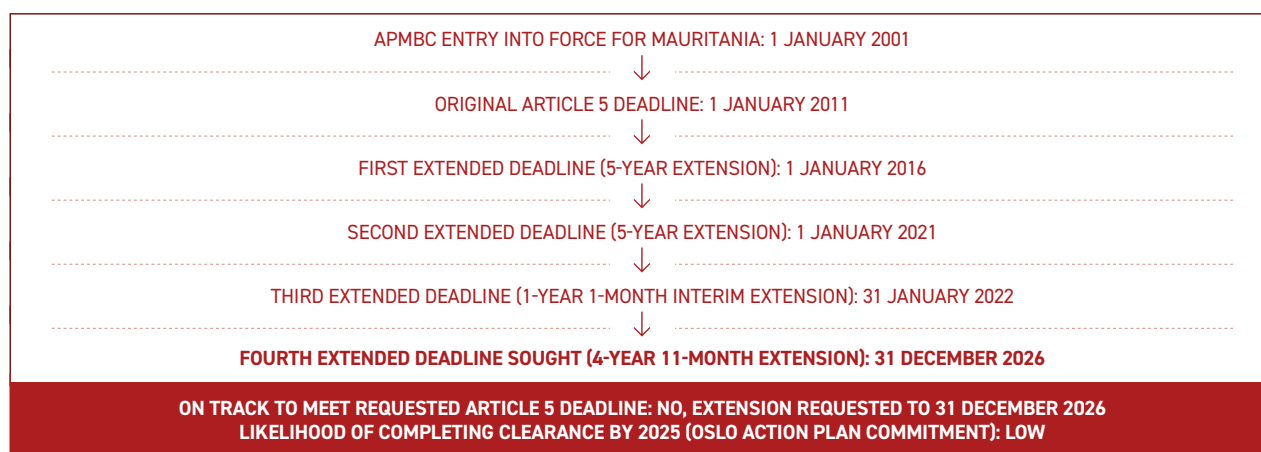 APMBC ENTRY INTO FORCE FOR MAURITANIA: 1 JANUARY 2001
ORIGINAL ARTICLE 5 DEADLINE: 1 JANUARY 2011
FIRST EXTENDED DEADLINE (5-YEAR EXTENSION): 1 JANUARY 2016
SECOND EXTENDED DEADLINE (5-YEAR EXTENSION): 1 JANUARY 2021
THIRD EXTENDED DEADLINE (1-YEAR 1-MONTH INTERIM EXTENSION): 31 JANUARY 2022
FOURTH EXTENDED DEADLINE SOUGHT (4-YEAR 11-MONTH EXTENSION): 31 DECEMBER 2026
ON TRACK TO MEET REQUESTED ARTICLE 5 DEADLINE: NO, EXTENSION REQUESTED TO 31 DECEMBER 2026
LIKELIHOOD OF COMPLETING CLEARANCE BY 2025 (OSLO ACTION PLAN COMMITMENT): LOW